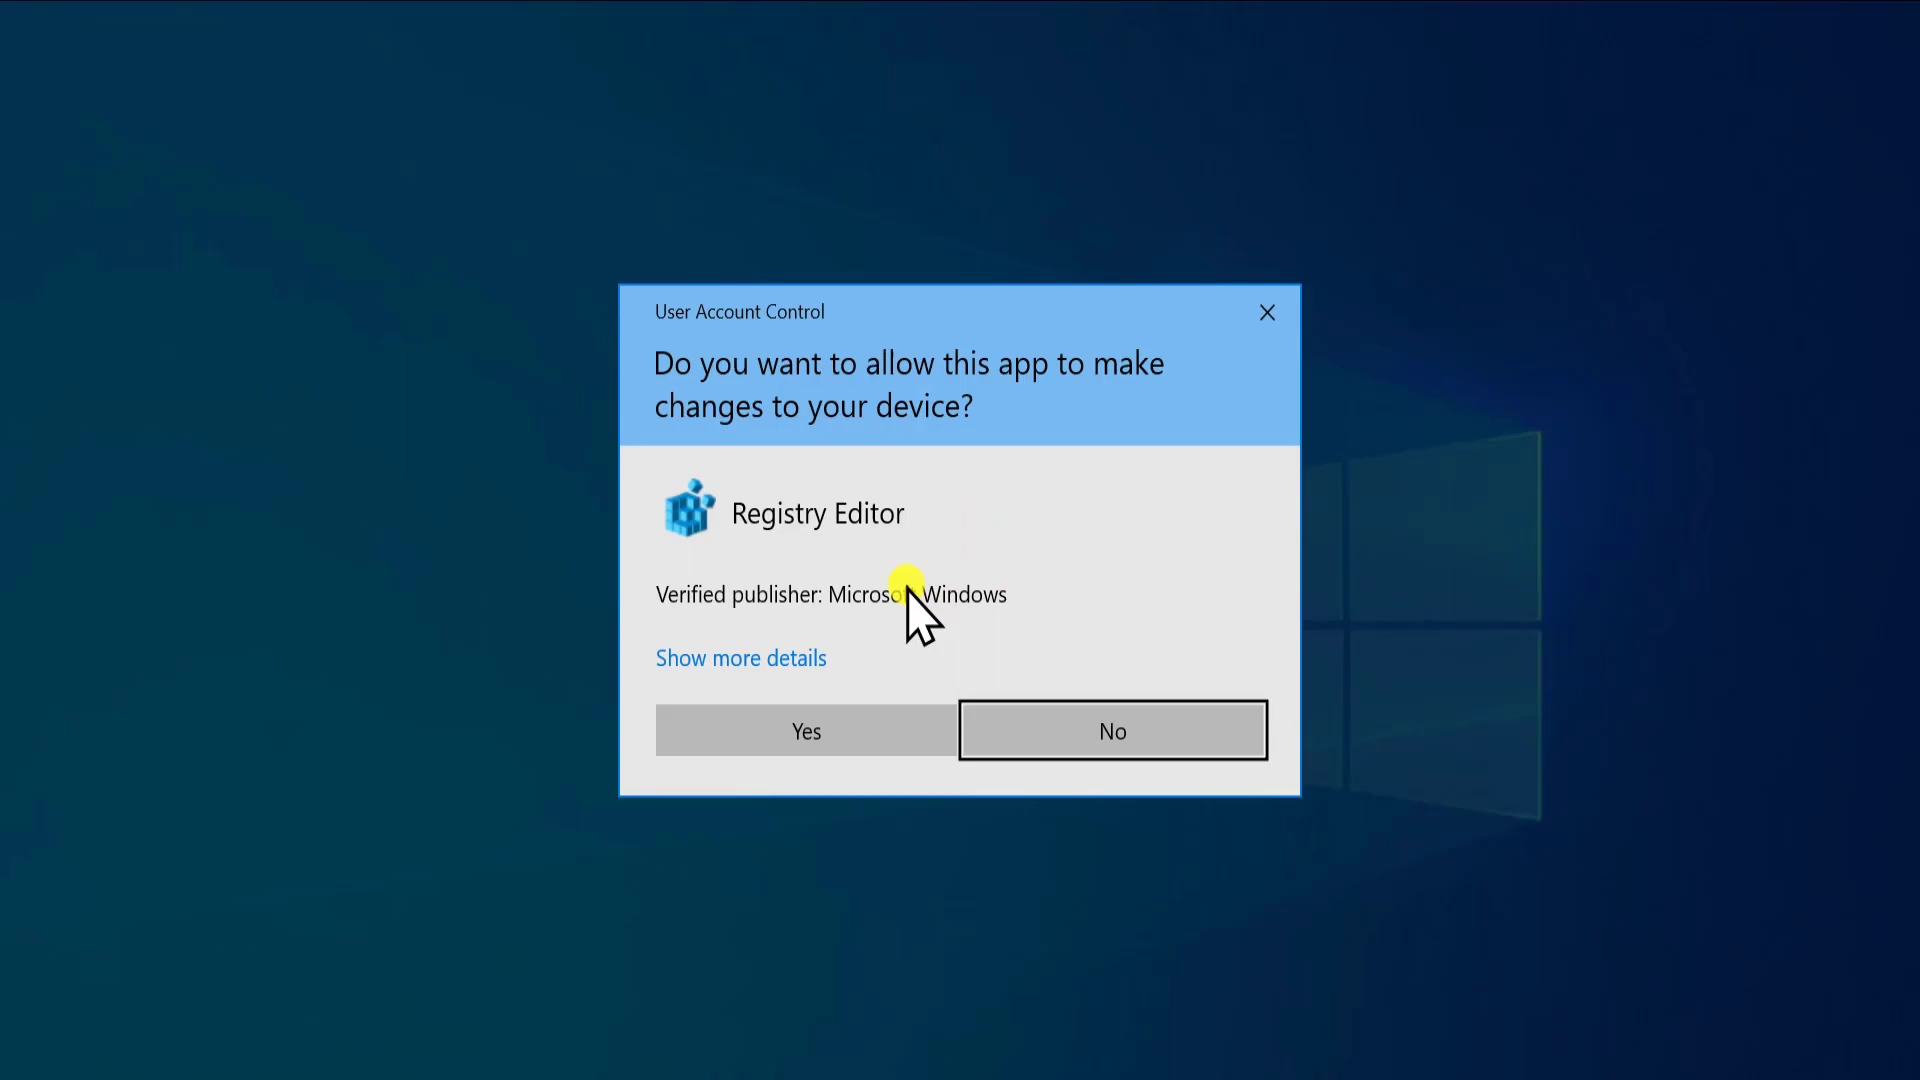 User Account Control
Do you want to allow this app to make
changes to your device?
Registry Editor
Verified publisher: Microsoft Windows
Show more details
Yes
No